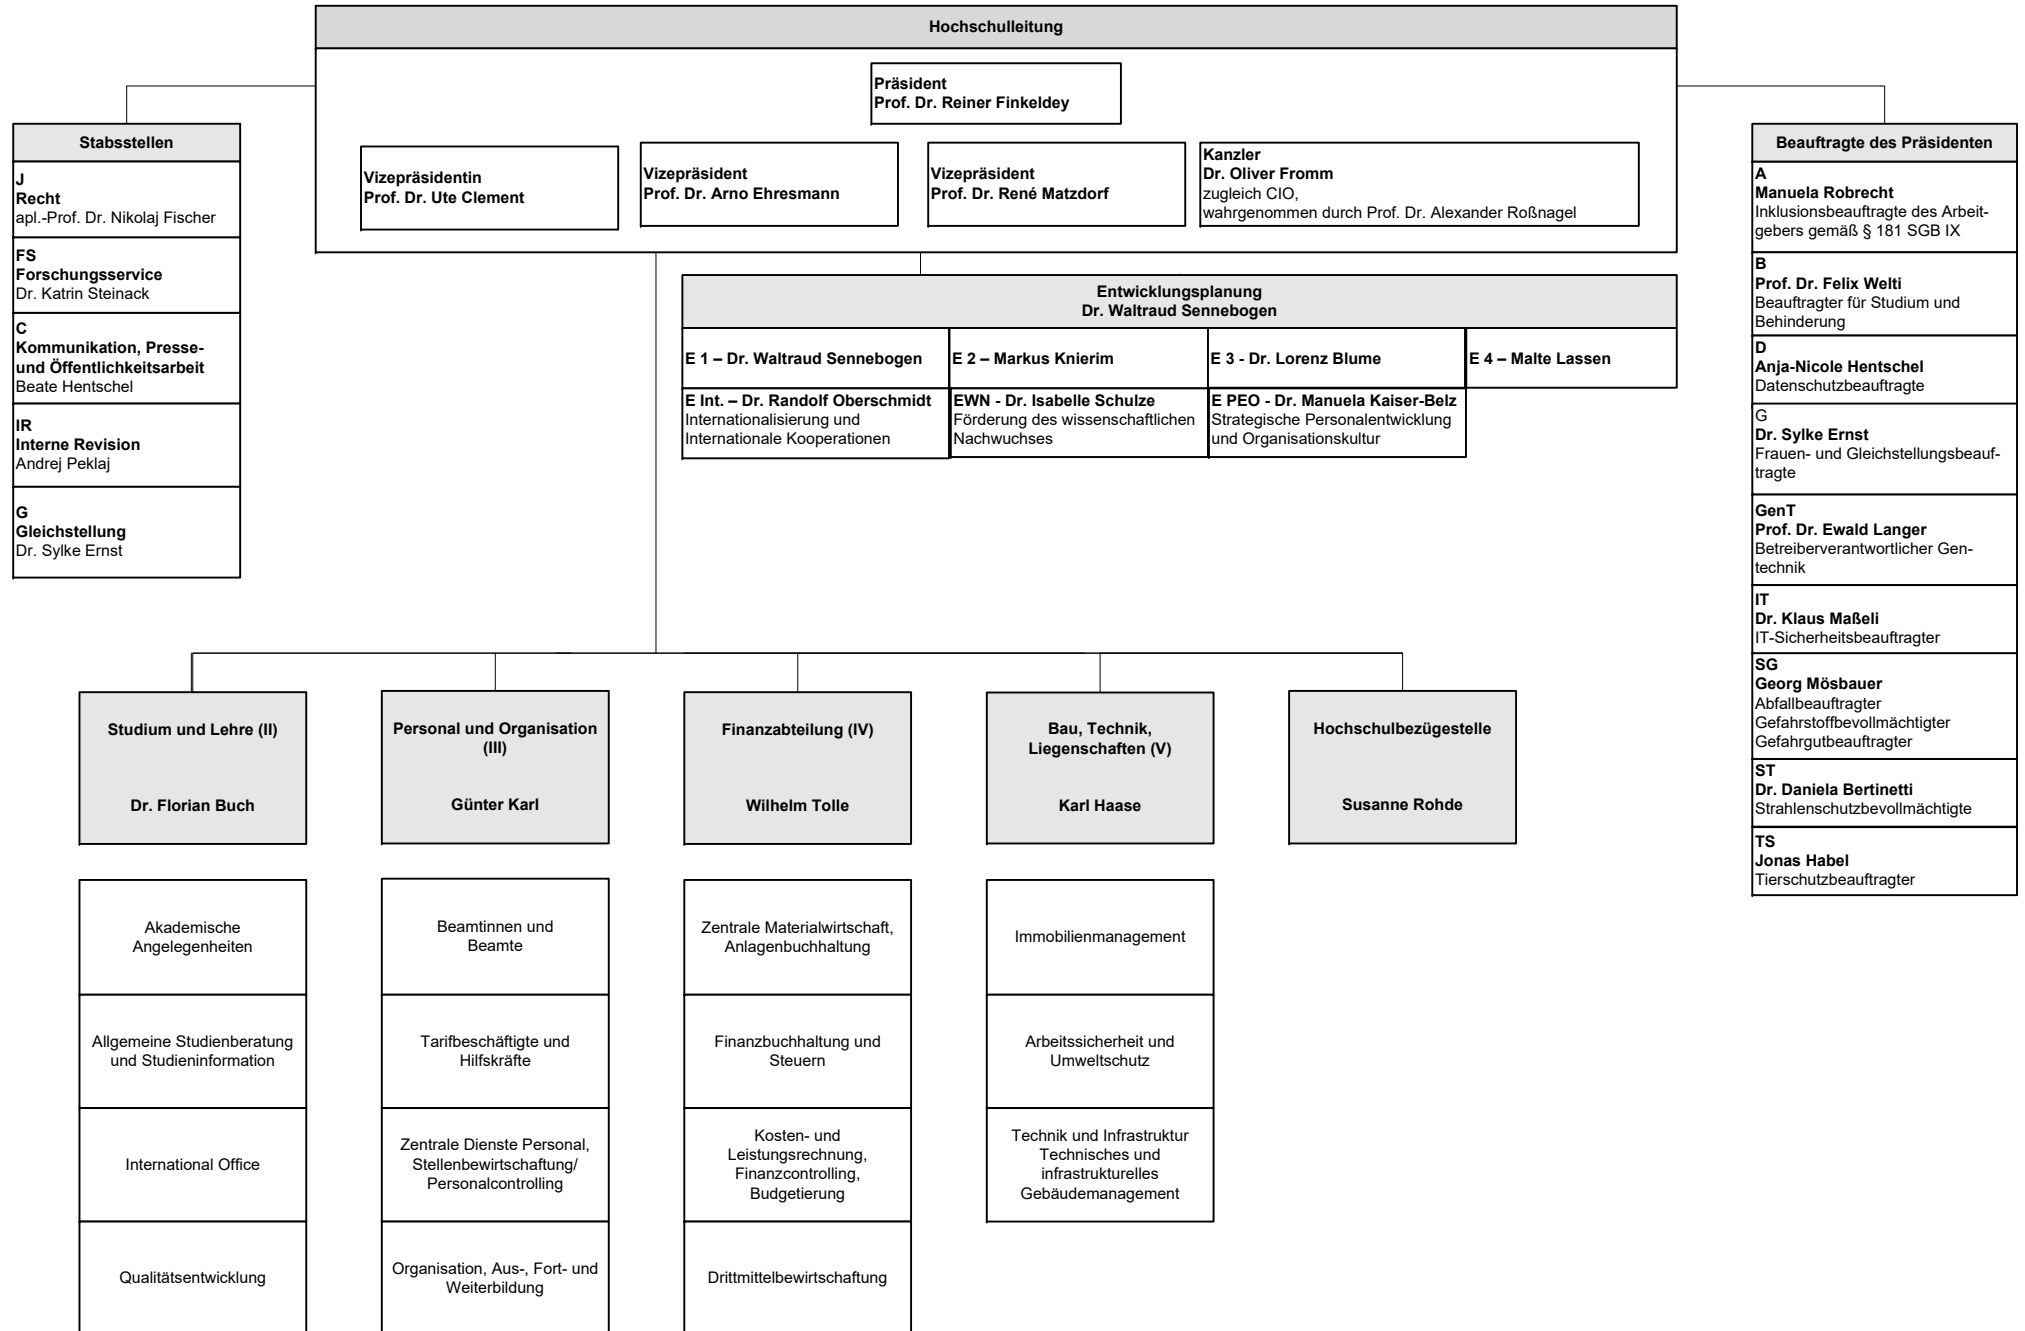 Hochschulleitung
Präsident
Prof. Dr. Reiner Finkeldey
Vizepräsidentin
Prof. Dr. Ute Clement
Vizepräsident
Prof. Dr. Arno Ehresmann
Vizepräsident
Prof. Dr. René Matzdorf
Kanzler
Dr. Oliver Fromm
zugleich CIO,
wahrgenommen durch Prof. Dr. Alexander Roßnagel
Stabsstellen
J
Recht
apl.-Prof. Dr. Nikolaj Fischer
FS
Forschungsservice
Dr. Katrin Steinack
C
Kommunikation, Presse-
und Öffentlichkeitsarbeit
Beate Hentschel
IR
Interne Revision
Andrej Peklaj
G
Gleichstellung
Dr. Sylke Ernst
Entwicklungsplanung
Dr. Waltraud Sennebogen
E 1 – Dr. Waltraud Sennebogen
E 2 – Markus Knierim
E 3 - Dr. Lorenz Blume
E 4 – Malte Lassen
E Int. – Dr. Randolf Oberschmidt
Internationalisierung und
Internationale Kooperationen
EWN - Dr. Isabelle Schulze
Förderung des wissenschaftlichen
Nachwuchses
E PEO - Dr. Manuela Kaiser-Belz
Strategische Personalentwicklung
und Organisationskultur
Beauftragte des Präsidenten
A
Manuela Robrecht
Inklusionsbeauftragte des Arbeit-
gebers gemäß § 181 SGB IX
B
Prof. Dr. Felix Welti
Beauftragter für Studium und
Behinderung
D
Anja-Nicole Hentschel
Datenschutzbeauftragte
G
Dr. Sylke Ernst
Frauen- und Gleichstellungsbeauf-
tragte
GenT
Prof. Dr. Ewald Langer
Betreiberverantwortlicher Gen-
technik
IT
Dr. Klaus Maßeli
IT-Sicherheitsbeauftragter
SG
Georg Mösbauer
Abfallbeauftragter
Gefahrstoffbevollmächtigter
Gefahrgutbeauftragter
ST
Dr. Daniela Bertinetti
Strahlenschutzbevollmächtigte
TS
Jonas Habel
Tierschutzbeauftragter
Studium und Lehre (II)
Dr. Florian Buch
Akademische
Angelegenheiten
Allgemeine Studienberatung
und Studieninformation
International Office
Qualitätsentwicklung
Personal und Organisation
(III)
Günter Karl
Beamtinnen und
Beamte
Tarifbeschäftigte und
Hilfskräfte
Zentrale Dienste Personal,
Stellenbewirtschaftung/
Personalcontrolling
Organisation, Aus-, Fort- und
Weiterbildung
Finanzabteilung (IV)
Wilhelm Tolle
Zentrale Materialwirtschaft,
Anlagenbuchhaltung
Finanzbuchhaltung und
Steuern
Kosten- und
Leistungsrechnung,
Finanzcontrolling,
Budgetierung
Drittmittelbewirtschaftung
Bau, Technik,
Liegenschaften (V)
Karl Haase
Immobilienmanagement
Arbeitssicherheit und
Umweltschutz
Technik und Infrastruktur
Technisches und
infrastrukturelles
Gebäudemanagement
Hochschulbezügestelle
Susanne Rohde